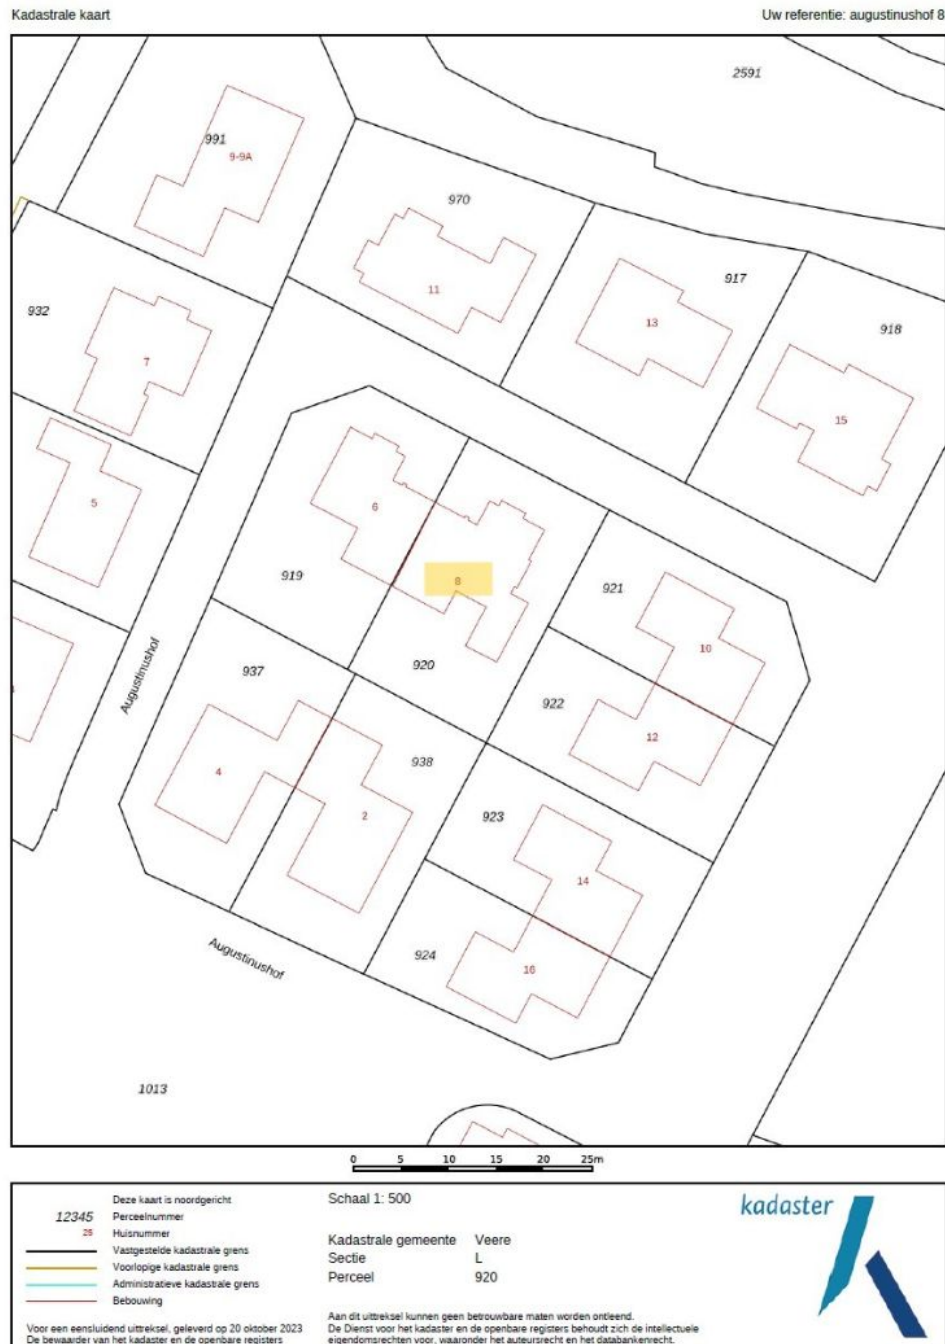 Kadastrale kaart
Uw referentie: augustinushof 8
2591
991
9-9A
970
917
11
932
13
918
7
15
5
6
8
919
921
10
920
937
922
12
Augustinushof
4
938
2
923
14
924
16
Augustinushof
1013
0 5 10 15 20 25m
Deze kaart is noordgericht
12345 Perceelnummer
25 Huisnummer
Vastgestelde kadastrale grens
Voorlopige kadastrale grens
Administratieve kadastrale grens
Bebouwing
Voor een eensluidend uittreksel, geleverd op 20 oktober 2023
De bewaarder van het kadaster en de openbare registers
Schaal 1: 500
Kadastrale gemeente Veere
Sectie L
Perceel 920
Aan dit uittreksel kunnen geen betrouwbare maten worden ontleend.
De Dienst voor het kadaster en de openbare registers behoudt zich de intellectuele
eigendomsrechten voor, waaronder het auteursrecht en het databankenrecht.
kadaster